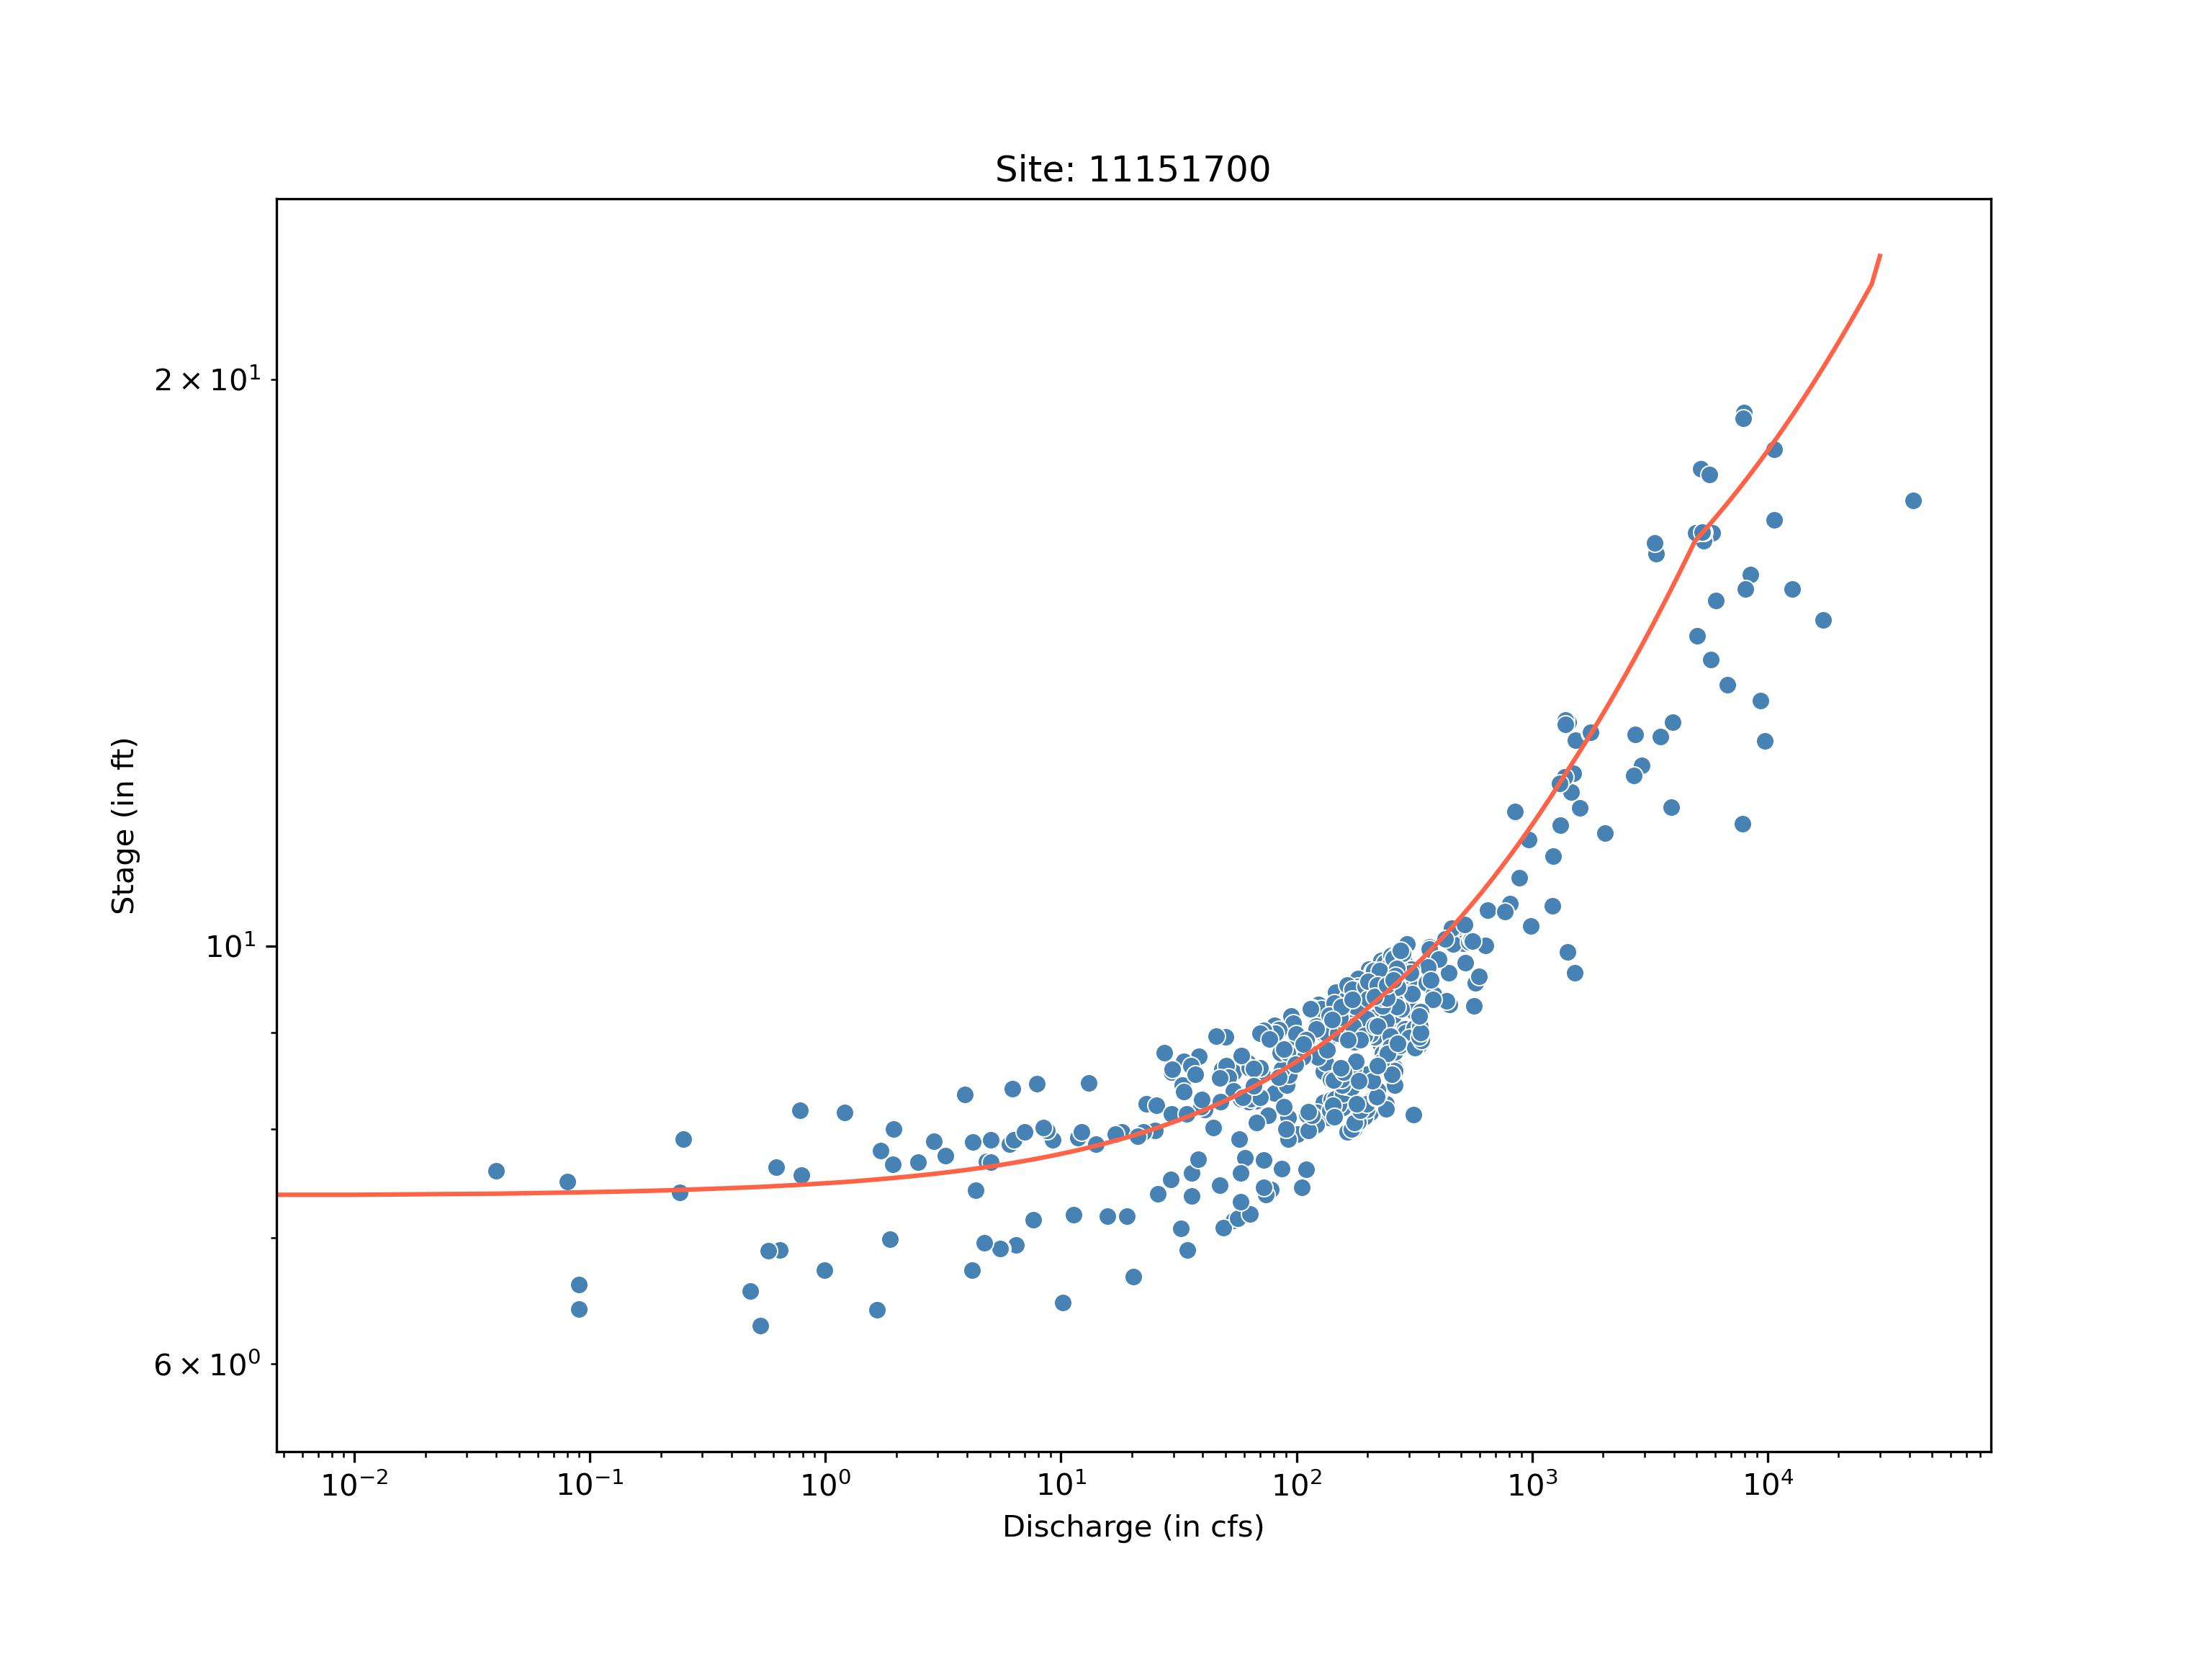 Site: 11151700
Stage (in ft)
2 × 10¹
10¹
6 × 10⁰
10⁻² 10⁻¹ 10⁰ 10¹ 10² 10³ 10⁴
Discharge (in cfs)